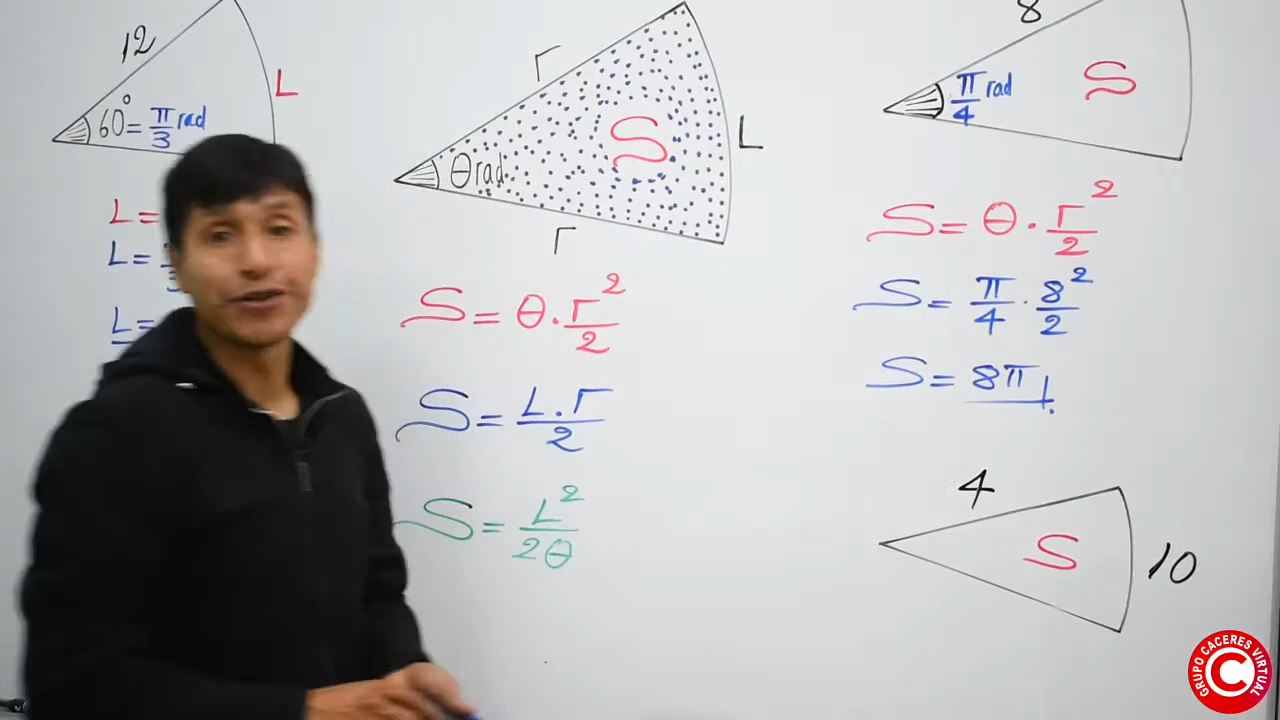 12
60° = π/3 rad
L
L =
L =
L =
r
θ rad
S
L
r
S = θ · r²/2
S = L · r/2
S = L²/2θ
8
π/4 rad
S
S = θ · r²/2
S = π/4 · 8²/2
S = 8π
4
S
10
GRUPO CACERES VIRTUAL
C